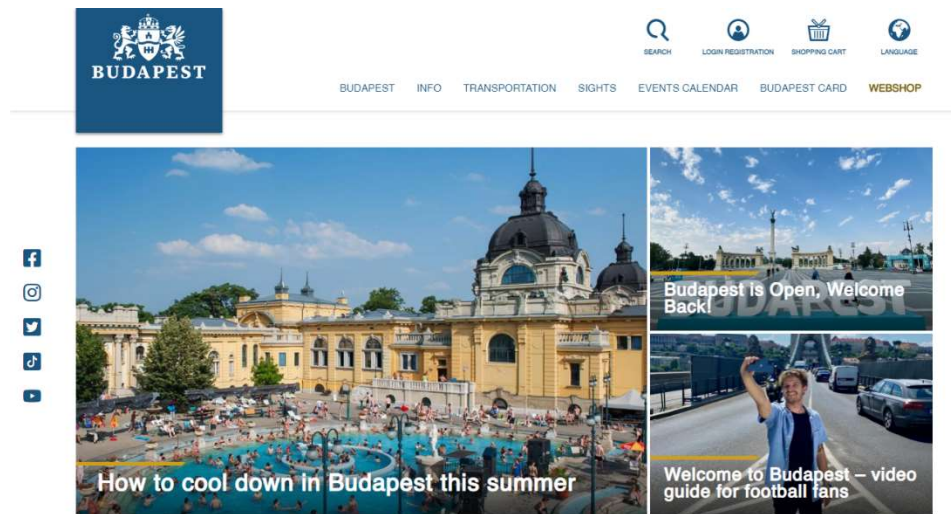 BUDAPEST
SEARCH
LOGIN REGISTRATION
SHOPPING CART
LANGUAGE
BUDAPEST
INFO
TRANSPORTATION
SIGHTS
EVENTS CALENDAR
BUDAPEST CARD
WEBSHOP
How to cool down in Budapest this summer
Budapest is Open, Welcome
Back!
BUDAPEST
Welcome to Budapest – video
guide for football fans